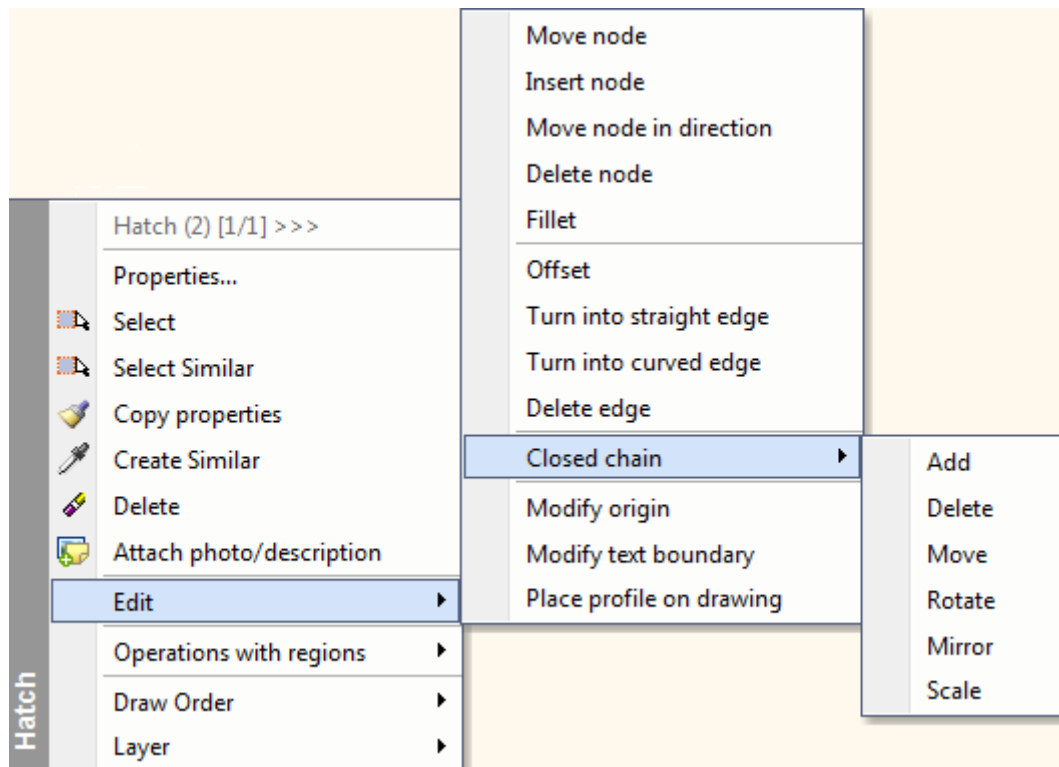 Hatch
Hatch (2) [1/1] >>>
Properties...
Select
Select Similar
Copy properties
Create Similar
Delete
Attach photo/description
Edit
Operations with regions
Draw Order
Layer
Move node
Insert node
Move node in direction
Delete node
Fillet
Offset
Turn into straight edge
Turn into curved edge
Delete edge
Closed chain
Modify origin
Modify text boundary
Place profile on drawing
Add
Delete
Move
Rotate
Mirror
Scale